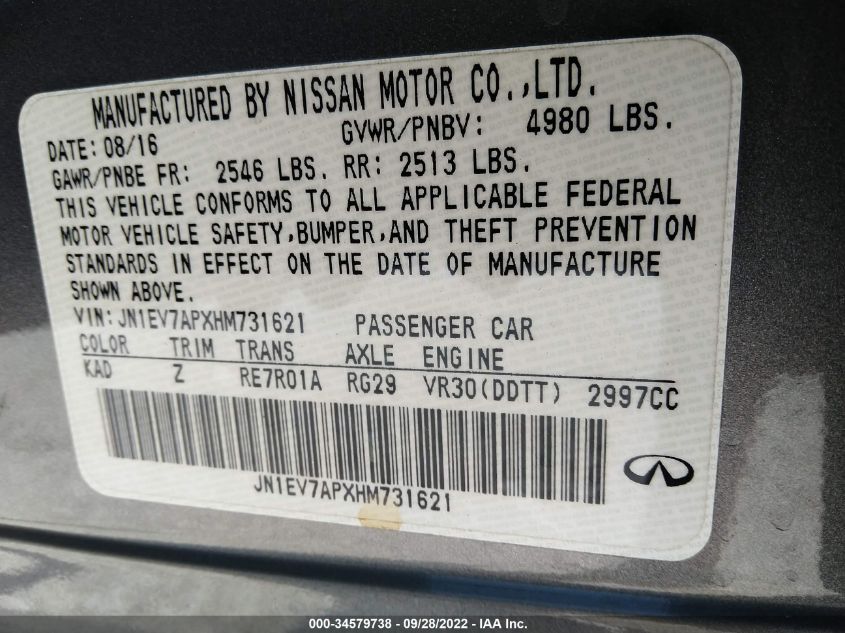 MANUFACTURED BY NISSAN MOTOR CO.,LTD.
DATE: 08/16 GVWR/PNBV: 4980 LBS.
GAWR/PNBE FR: 2546 LBS. RR: 2513 LBS.
THIS VEHICLE CONFORMS TO ALL APPLICABLE FEDERAL
MOTOR VEHICLE SAFETY,BUMPER,AND THEFT PREVENTION
STANDARDS IN EFFECT ON THE DATE OF MANUFACTURE
SHOWN ABOVE.
VIN: JN1EV7APXHM731621 PASSENGER CAR
COLOR TRIM TRANS AXLE ENGINE
KAD Z RE7R01A RG29 VR30(DDTT) 2997CC
JN1EV7APXHM731621
000-34579738 - 09/28/2022 - IAA Inc.